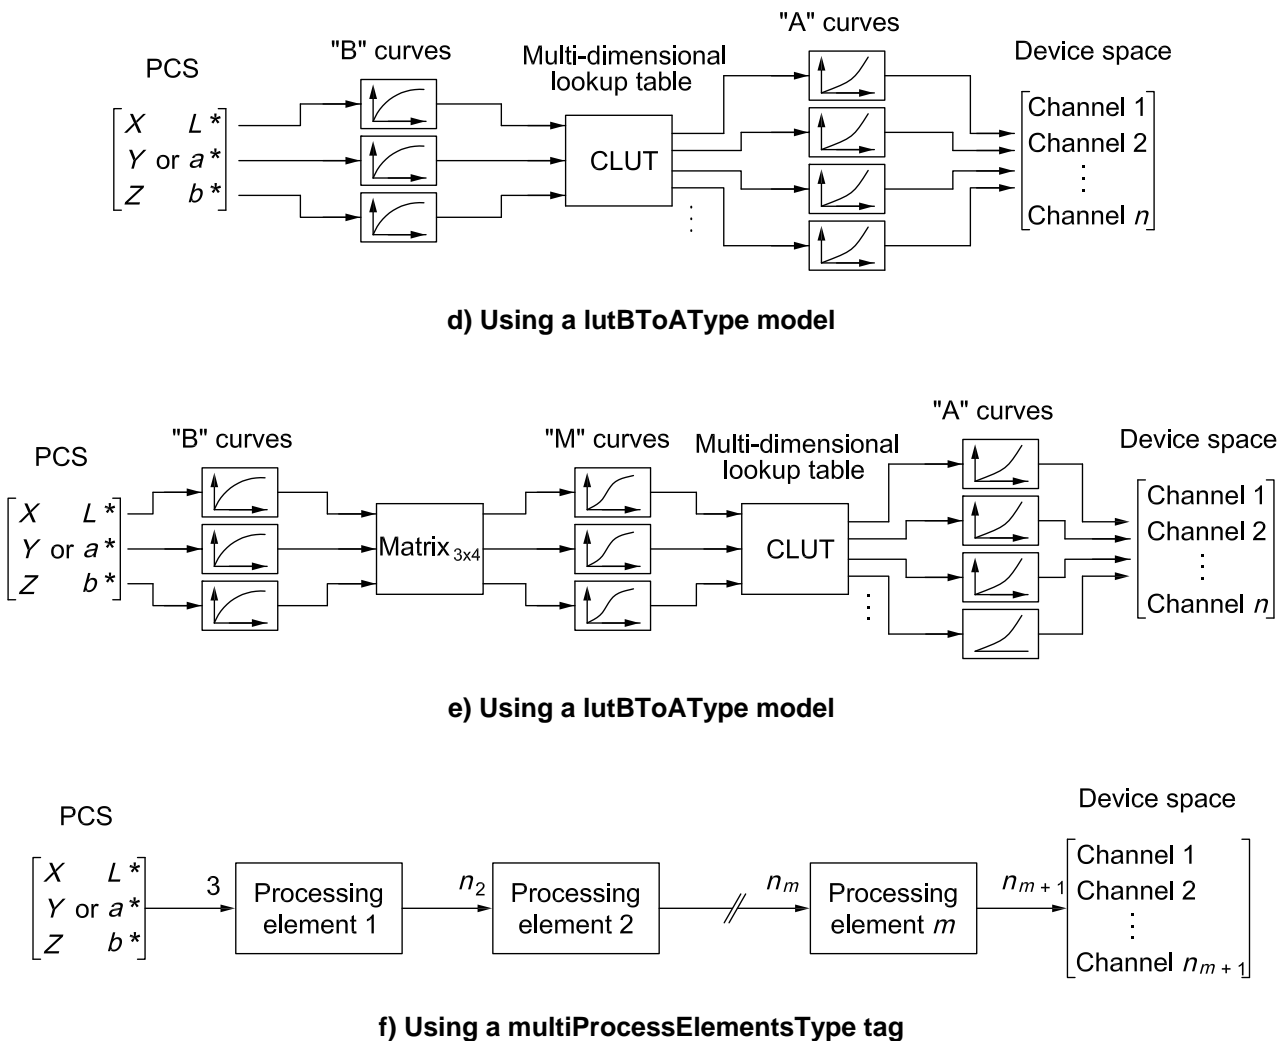 "A" curves
"B" curves
Multi-dimensional
lookup table
Device space
PCS
X L*
Y or a*
Z b*
CLUT
Channel 1
Channel 2
⋮
Channel n
d) Using a lutBToAType model
"A" curves
"B" curves
"M" curves
Multi-dimensional
lookup table
Device space
PCS
X L*
Y or a*
Z b*
Matrix 3x4
CLUT
Channel 1
Channel 2
⋮
Channel n
e) Using a lutBToAType model
Device space
PCS
X L*
Y or a*
Z b*
3
Processing
element 1
n2
Processing
element 2
nm
Processing
element m
nm + 1
Channel 1
Channel 2
⋮
Channel nm + 1
f) Using a multiProcessElementsType tag